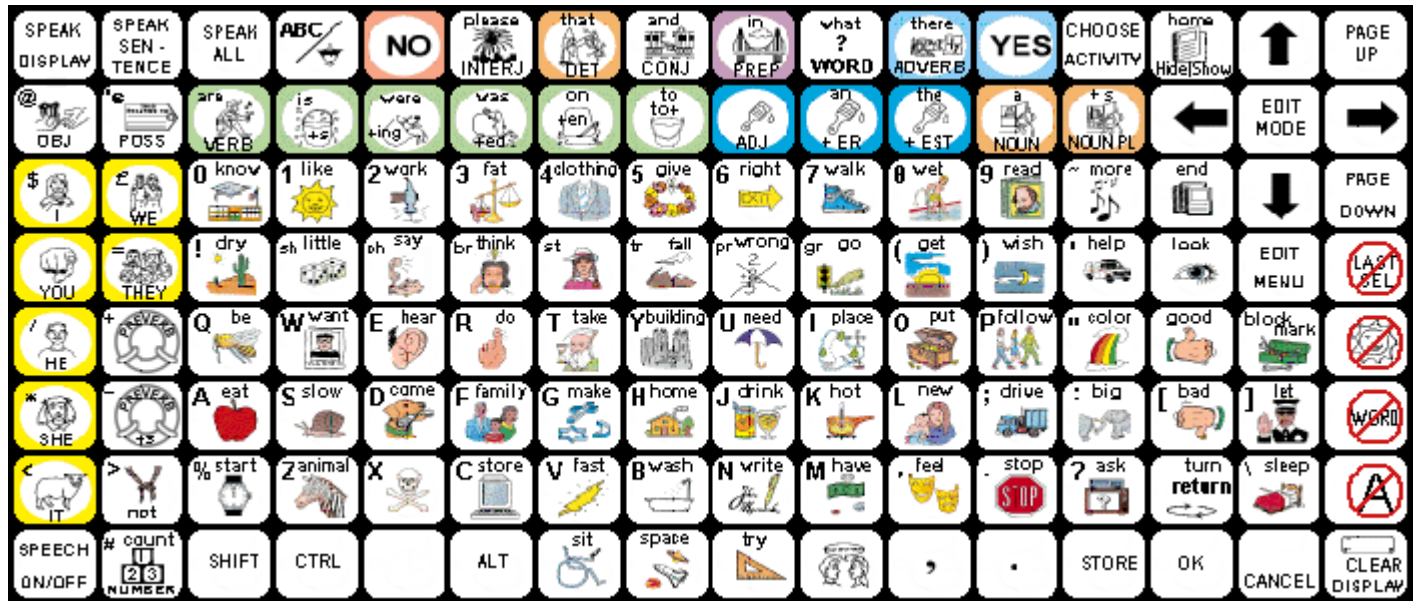 SPEAK DISPLAY
SPEAK SEN - TENCE
SPEAK ALL
ABC/
NO
please INTERJ
that DET
and CONJ
in PREP
what ? WORD
there ADVERB
YES
CHOOSE ACTIVITY
home Hide|Show
PAGE UP
@ OBJ
'e POSS
are VERB
is +s
were +ing
was +ed
on +en
to to+
ADJ
an + ER
the + EST
a NOUN
+ s NOUN PL
EDIT MODE
$ I
£ WE
0 know
1 like
2 work
3 fat
4 clothing
5 give
6 right EXIT
7 walk
8 wet
9 read
~ more
end
PAGE DOWN
YOU
= THEY
! dry
sh little
ph say
br think
st
tr fall
pr wrong
gr go
( get
) wish
' help
look
EDIT MENU
LAST SEL
/ HE
+ PREVERB
Q be
W want
E hear
R do
T take
Y building
U need
I place
O put
P follow
" color
good
block mark
* SHE
- PREVERB +s
A eat
S slow
D come
F family
G make
H home
J drink
K hot
L new
; drive
: big
[ bad
] let
WORD
< IT
> not
% start
Z animal
X
C store
V fast
B wash
N write
M have
, feel
. stop STOP
? ask
turn return
\ sleep
A
SPEECH ON/OFF
# count 1 2 3 NUMBER
SHIFT
CTRL
ALT
sit
space
try
,
.
STORE
OK
CANCEL
CLEAR DISPLAY